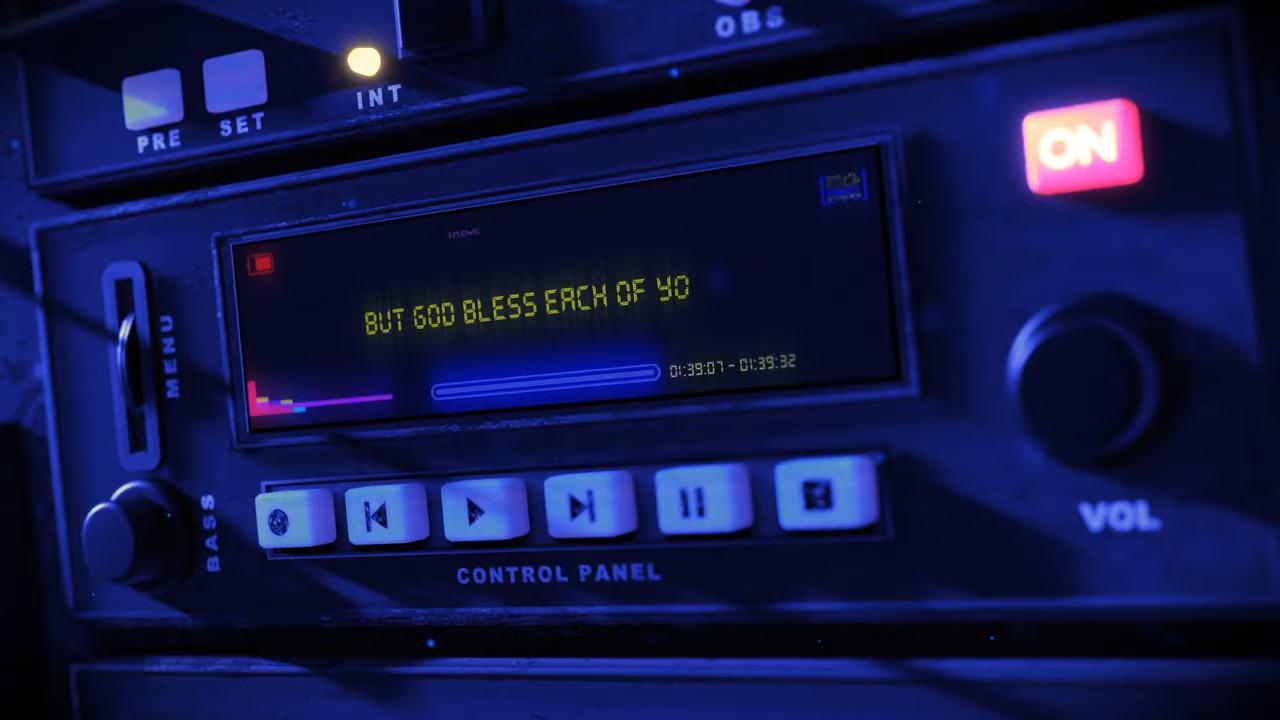 OBS
INT
PRE
SET
ON
BUT GOD BLESS EACH OF YO
01:39:07 - 01:39:32
MENU
BASS
VOL
CONTROL PANEL